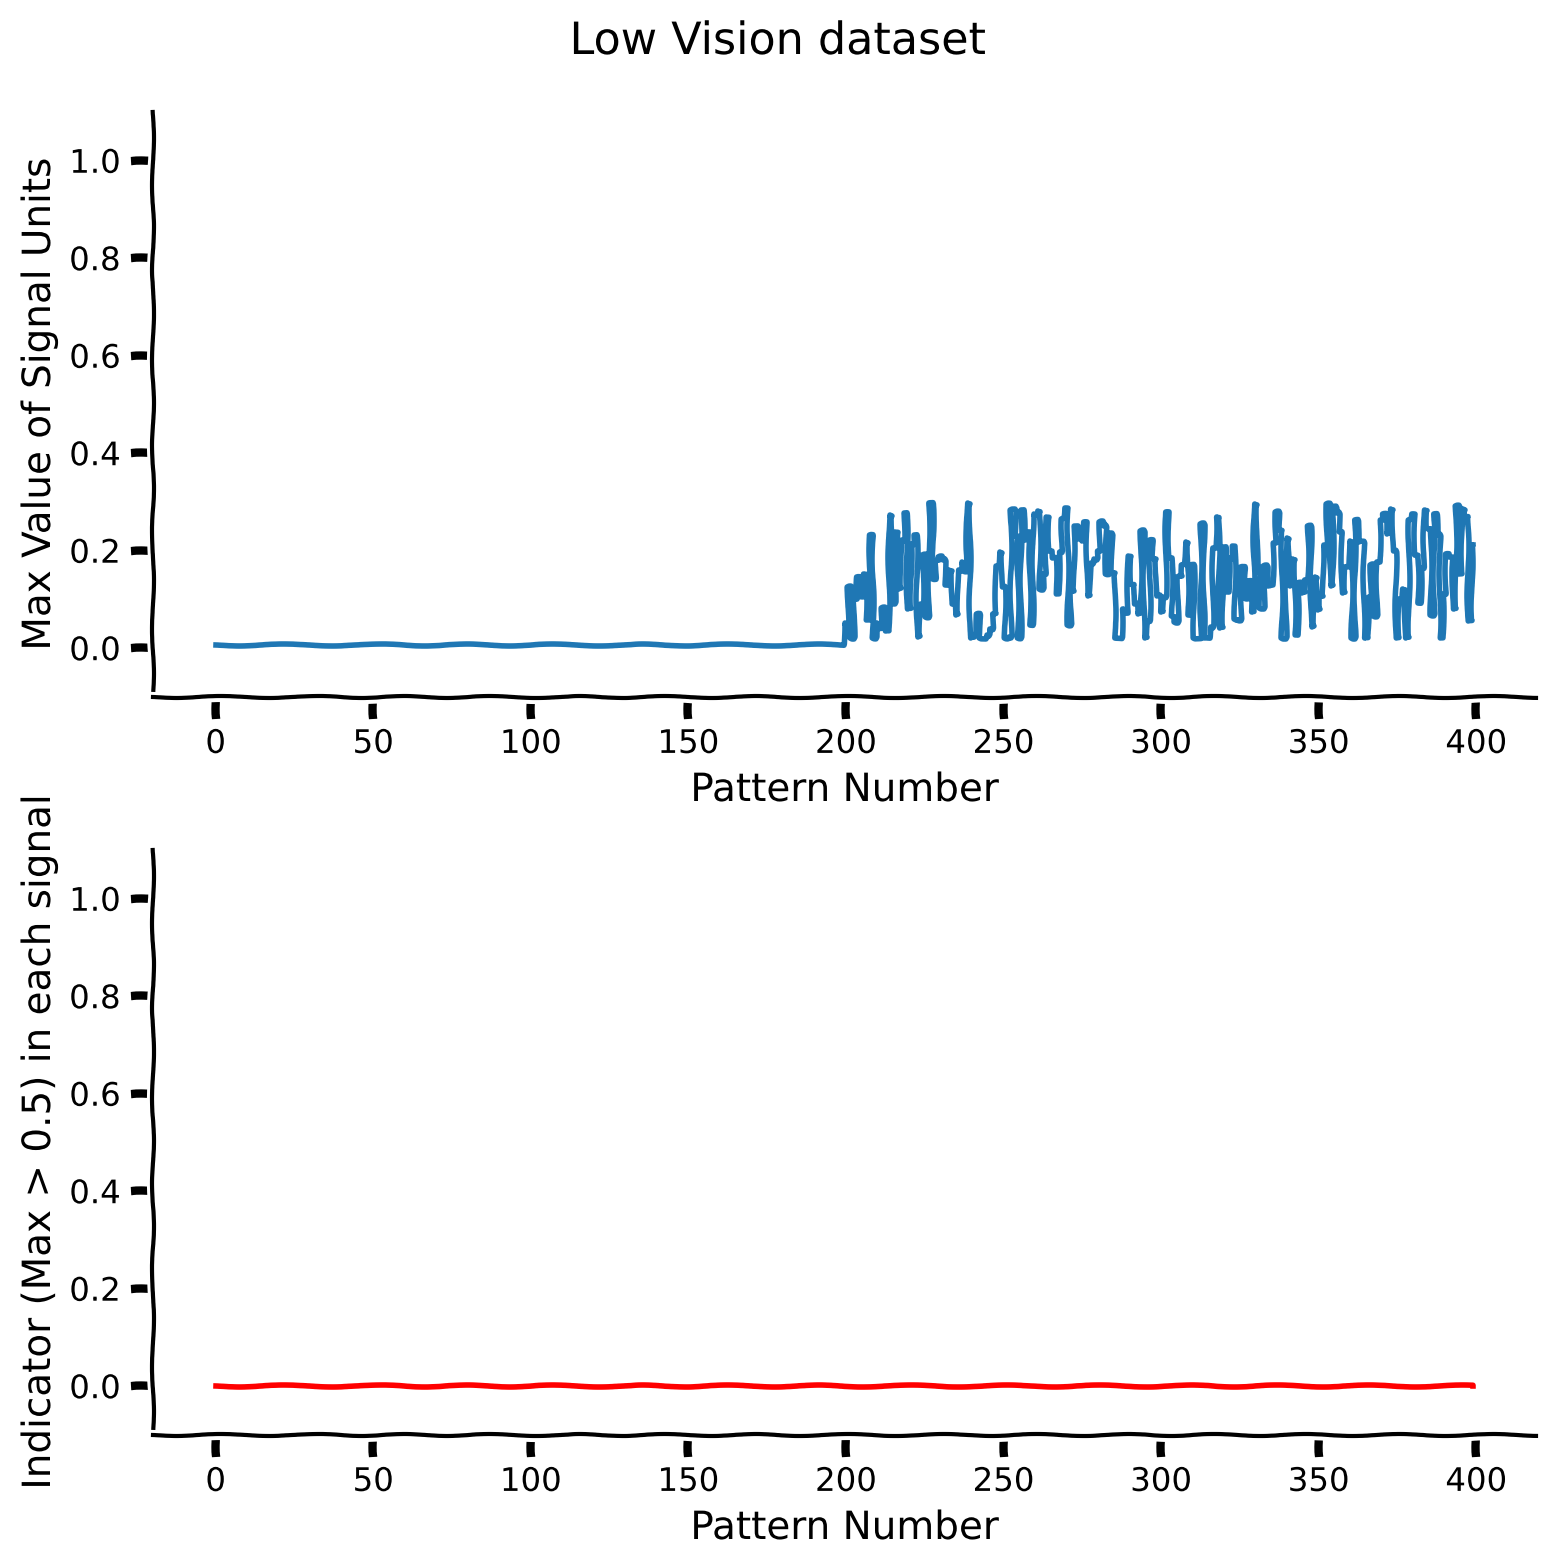 Low Vision dataset
Max Value of Signal Units
1.0
0.8
0.6
0.4
0.2
0.0
0 50 100 150 200 250 300 350 400
Pattern Number
Indicator (Max > 0.5) in each signal
1.0
0.8
0.6
0.4
0.2
0.0
0 50 100 150 200 250 300 350 400
Pattern Number